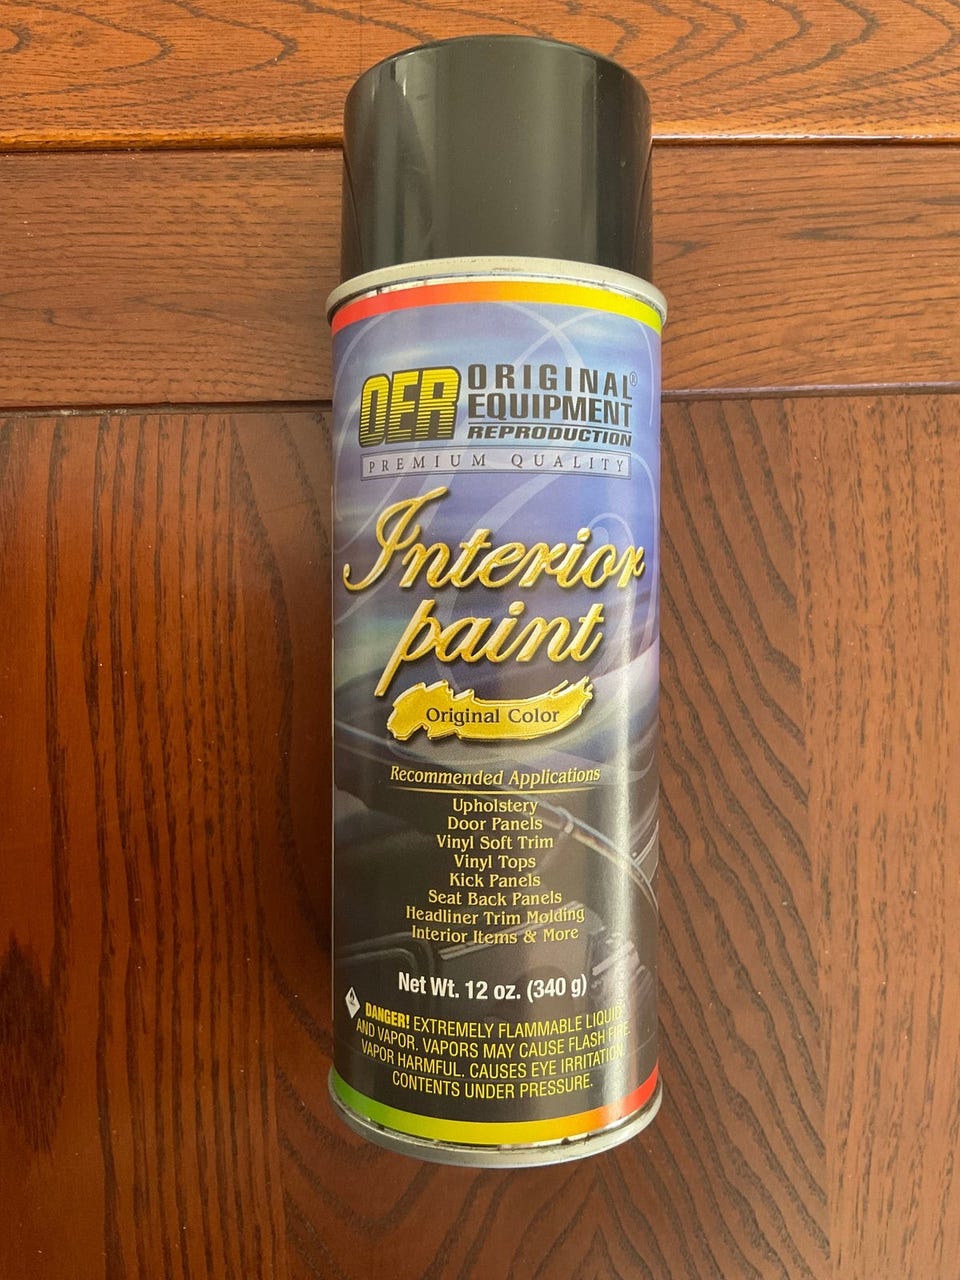 OER ORIGINAL®
EQUIPMENT
REPRODUCTION
PREMIUM QUALITY
Interior
paint
Original Color
Recommended Applications
Upholstery
Door Panels
Vinyl Soft Trim
Vinyl Tops
Kick Panels
Seat Back Panels
Headliner Trim Molding
Interior Items & More
Net Wt. 12 oz. (340 g)
DANGER! EXTREMELY FLAMMABLE LIQUID
AND VAPOR. VAPORS MAY CAUSE FLASH FIRE.
VAPOR HARMFUL. CAUSES EYE IRRITATION.
CONTENTS UNDER PRESSURE.